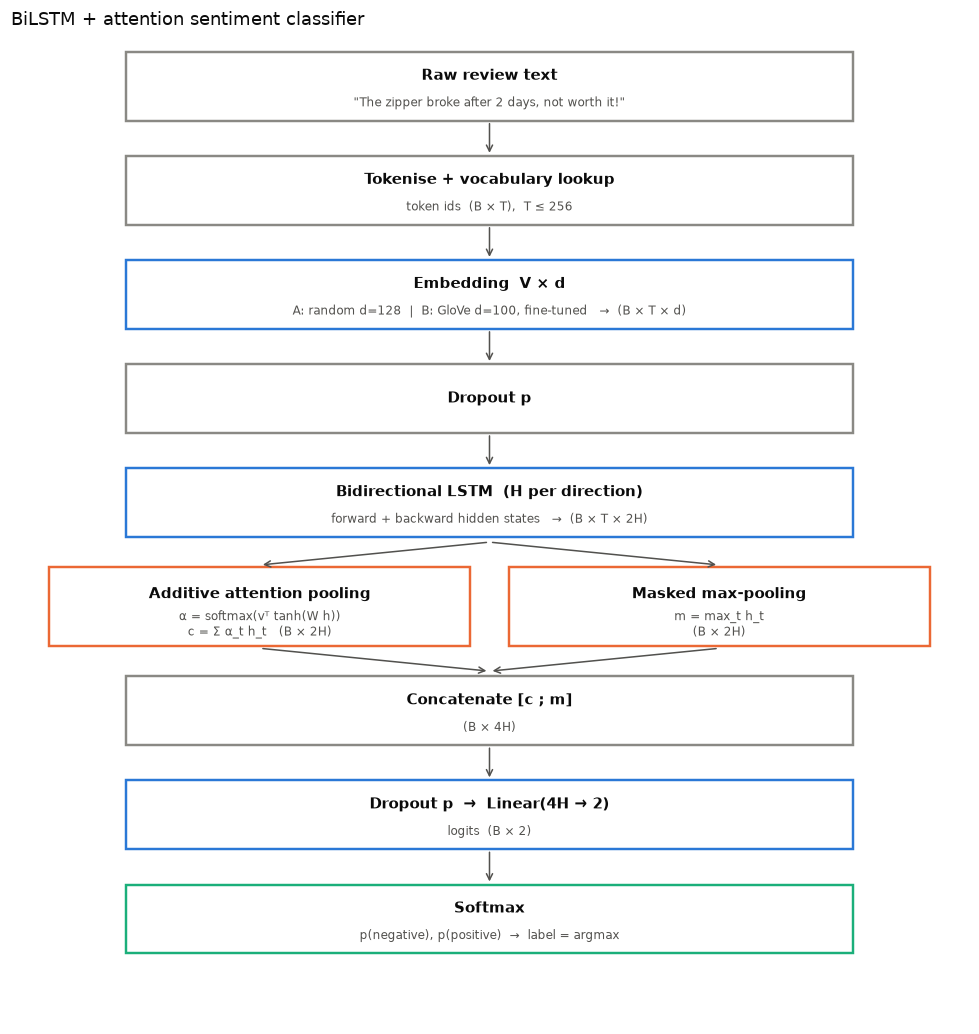 BiLSTM + attention sentiment classifier
Raw review text
"The zipper broke after 2 days, not worth it!"
Tokenise + vocabulary lookup
token ids (B × T), T ≤ 256
Embedding V × d
A: random d=128 | B: GloVe d=100, fine-tuned → (B × T × d)
Dropout p
Bidirectional LSTM (H per direction)
forward + backward hidden states → (B × T × 2H)
Additive attention pooling
α = softmax(vᵀ tanh(W h))
c = Σ α_t h_t (B × 2H)
Masked max-pooling
m = max_t h_t
(B × 2H)
Concatenate [c ; m]
(B × 4H)
Dropout p → Linear(4H → 2)
logits (B × 2)
Softmax
p(negative), p(positive) → label = argmax